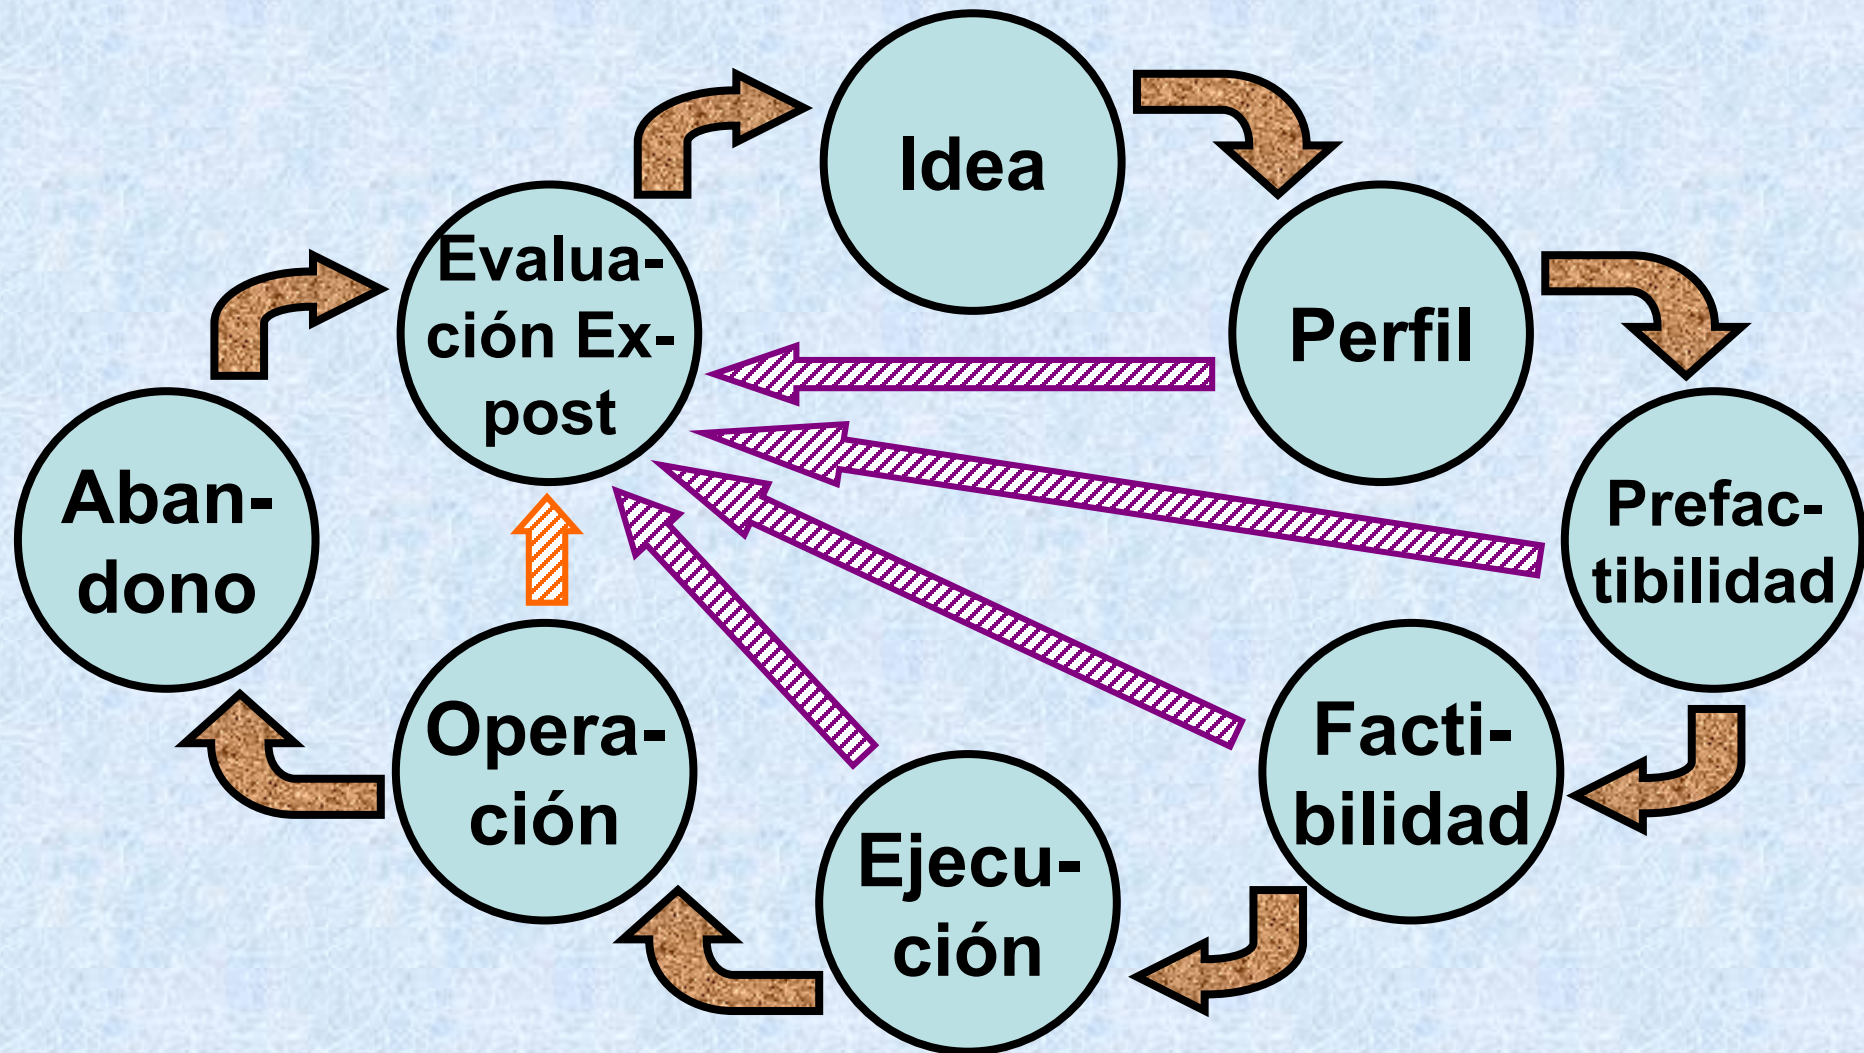 Idea
Perfil
Prefac-
tibilidad
Facti-
bilidad
Ejecu-
ción
Opera-
ción
Aban-
dono
Evalua-
ción Ex-
post